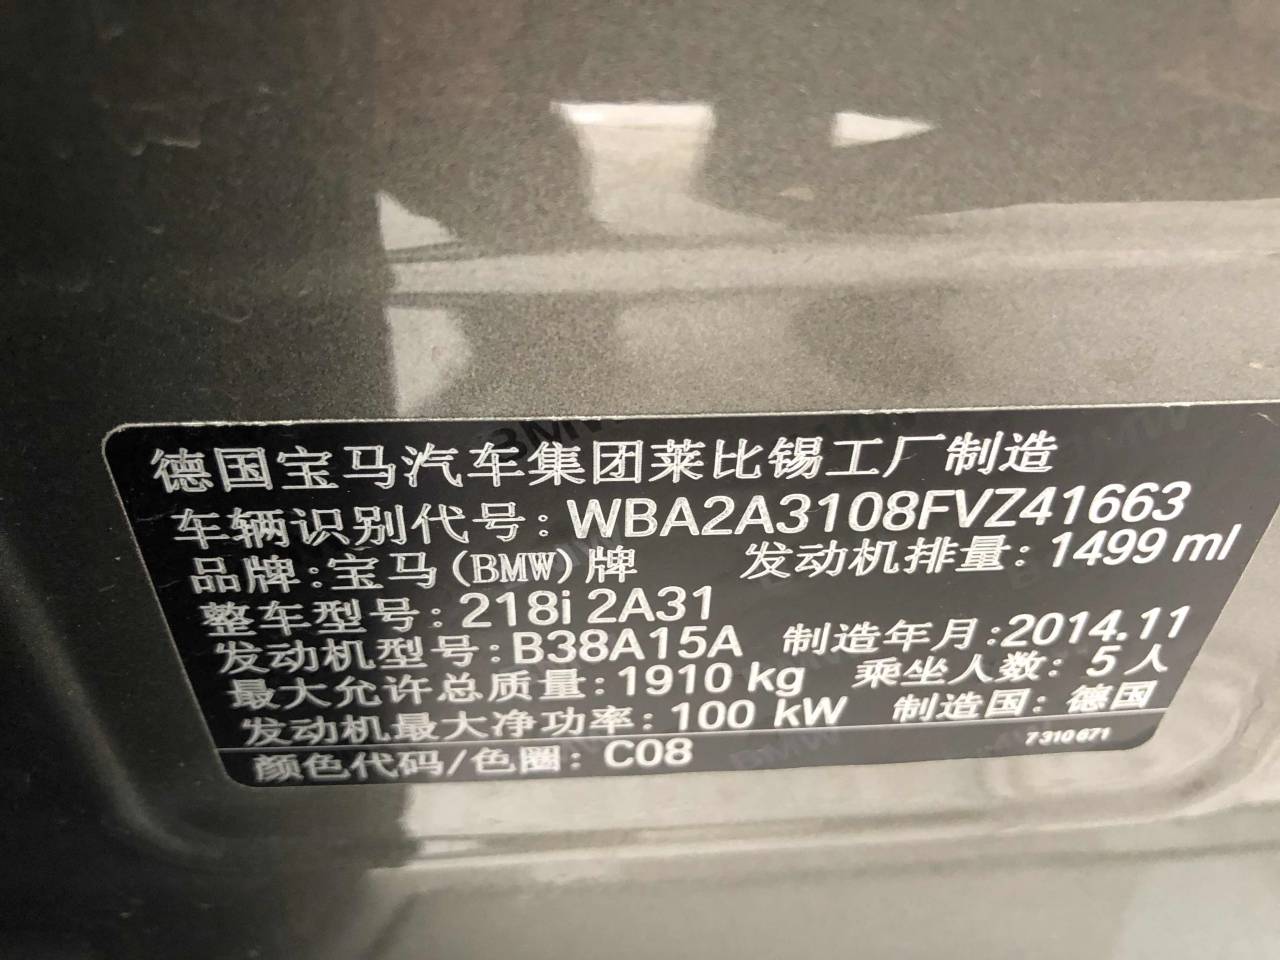 德国宝马汽车集团莱比锡工厂制造
车辆识别代号: WBA2A3108FVZ41663
品牌:宝马(BMW)牌 发动机排量: 1499 ml
整车型号: 218i 2A31
发动机型号: B38A15A 制造年月:2014.11
最大允许总质量: 1910 kg 乘坐人数: 5人
发动机最大净功率: 100 kW 制造国: 德国
颜色代码/色圈: C08 7310671